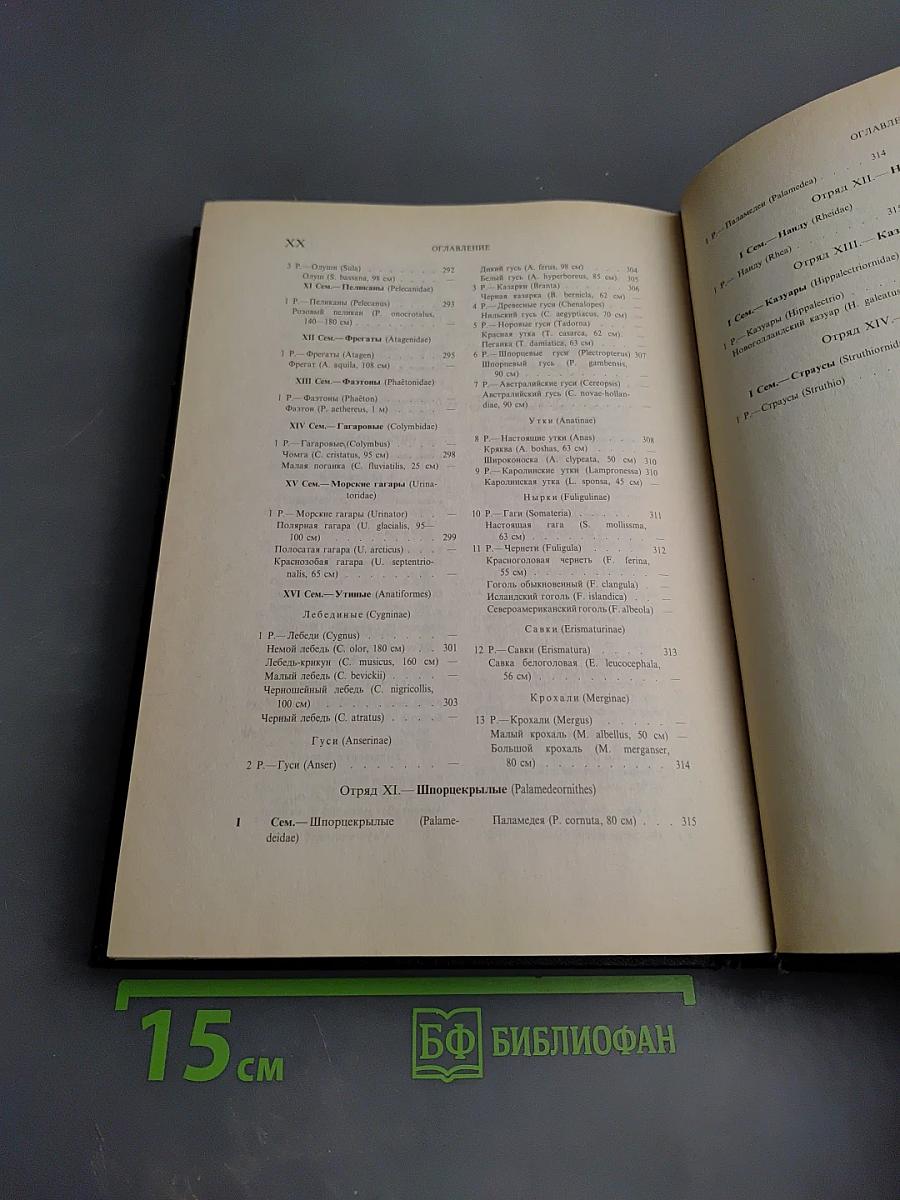 XX
ОГЛАВЛЕНИЕ
3 Р.—Олуши (Sula) . . . . . . . . 292
Олуш (S. bassana, 98 см) . . . . —
XI Сем.—Пеликаны (Pelecanidae)
1 Р.—Пеликаны (Pelecanus) . . . . 293
Розовый пеликан (P. onocrotalus,
140—180 см) . . . . . . . . . —
XII Сем.—Фрегаты (Atagenidae)
1 Р.—Фрегаты (Atagen) . . . . . . 295
Фрегат (A. aquila, 108 см) . . . . —
XIII Сем.—Фаэтоны (Phaëtonidae)
1 Р.—Фаэтоны (Phaëton) . . . . . —
Фаэтон (P. aethereus, 1 м) . . . . —
XIV Сем.—Гагаровые (Colymbidae)
1 Р.—Гагаровые (Colymbus) . . . . —
Чомга (C. cristatus, 95 см) . . . . 298
Малая поганка (C. fluviatilis, 25 см) —
XV Сем.—Морские гагары (Urina-
toridae)
1 Р.—Морские гагары (Urinator) . . —
Полярная гагара (U. glacialis, 95—
100 см) . . . . . . . . . . 299
Полосатая гагара (U. arcticus) . . . —
Краснозобая гагара (U. septentrio-
nalis, 65 см) . . . . . . . . . —
XVI Сем.—Утиные (Anatiformes)
Лебединые (Cygninae)
1 Р.—Лебеди (Cygnus) . . . . . . —
Немой лебедь (C. olor, 180 см) . . 301
Лебедь-крикун (C. musicus, 160 см) —
Малый лебедь (C. bevickii) . . . . —
Черношейный лебедь (C. nigricollis,
100 см) . . . . . . . . . . 303
Черный лебедь (C. atratus) . . . . —
Гуси (Anserinae)
2 Р.—Гуси (Anser) . . . . . . . —
Дикий гусь (A. ferus, 98 см) . . . 304
Белый гусь (A. hyperboreus, 85 см). 305
3 Р.—Казарки (Branta) . . . . . . 306
Черная казарка (B. bernicla, 62 см) . —
4 Р.—Древесные гуси (Chenalopes) . . —
Нильский гусь (C. aegyptiacus, 70 см) —
5 Р.—Норовые гуси (Tadorna) . . . —
Красная утка (T. casarca, 62 см). —
Пеганка (T. damiatica, 63 см) . . . —
6 Р.—Шпорцевые гуси (Plectropterus) 307
Шпорцевый гусь (P. gambensis,
90 см) . . . . . . . . . . —
7 Р.—Австралийские гуси (Cereopsis) . —
Австралийский гусь (C. novae-hollan-
diae, 90 см) . . . . . . . . . —
Утки (Anatinae)
8 Р.—Настоящие утки (Anas) . . . 308
Кряква (A. boshas, 63 см) . . . . —
Широконоска (A. clypeata, 50 см) 310
9 Р.—Каролинские утки (Lampronessa) 310
Каролинская утка (L. sponsa, 45 см) —
Нырки (Fuligulinae)
10 Р.—Гаги (Somateria) . . . . . 311
Настоящая гага (S. mollissma,
63 см) . . . . . . . . . . —
11 Р.—Чернети (Fuligula) . . . . 312
Красноголовая чернеть (F. ferina,
55 см) . . . . . . . . . . —
Гоголь обыкновенный (F. clangula) . —
Исландский гоголь (F. islandica) . . —
Североамериканский гоголь (F. albeola) —
Савки (Erismaturinae)
12 Р.—Савки (Erismatura) . . . . 313
Савка белоголовая (E. leucocephala,
56 см) . . . . . . . . . . —
Крохали (Merginae)
13 Р.—Крохали (Mergus) . . . . . —
Малый крохаль (M. albellus, 50 см) —
Большой крохаль (M. merganser,
80 см) . . . . . . . . . . 314
Отряд XI.—Шпорцекрылые (Palamedeornithes)
I Сем.—Шпорцекрылые (Palame-
deidae)
Паламедея (P. cornuta, 80 см) . . . 315
ОГЛАВЛЕ
1 Р.—Паламедеи (Palamedea) . . . . 314
Отряд XII.—Н
I Сем.—Нанду (Rheidae)
1 Р.—Нанду (Rhea) . . . . . . 315
Отряд XIII.—Каз
I Сем.—Казуары (Hippalectriornidae)
1 Р.—Казуары (Hippalectrio) . . . .
Новоголландский казуар (H. galeatus
Отряд XIV.—
I Сем.—Страусы (Struthiornid
1 Р.—Страусы (Struthio) . . .
15 см
БФ БИБЛИОФАН